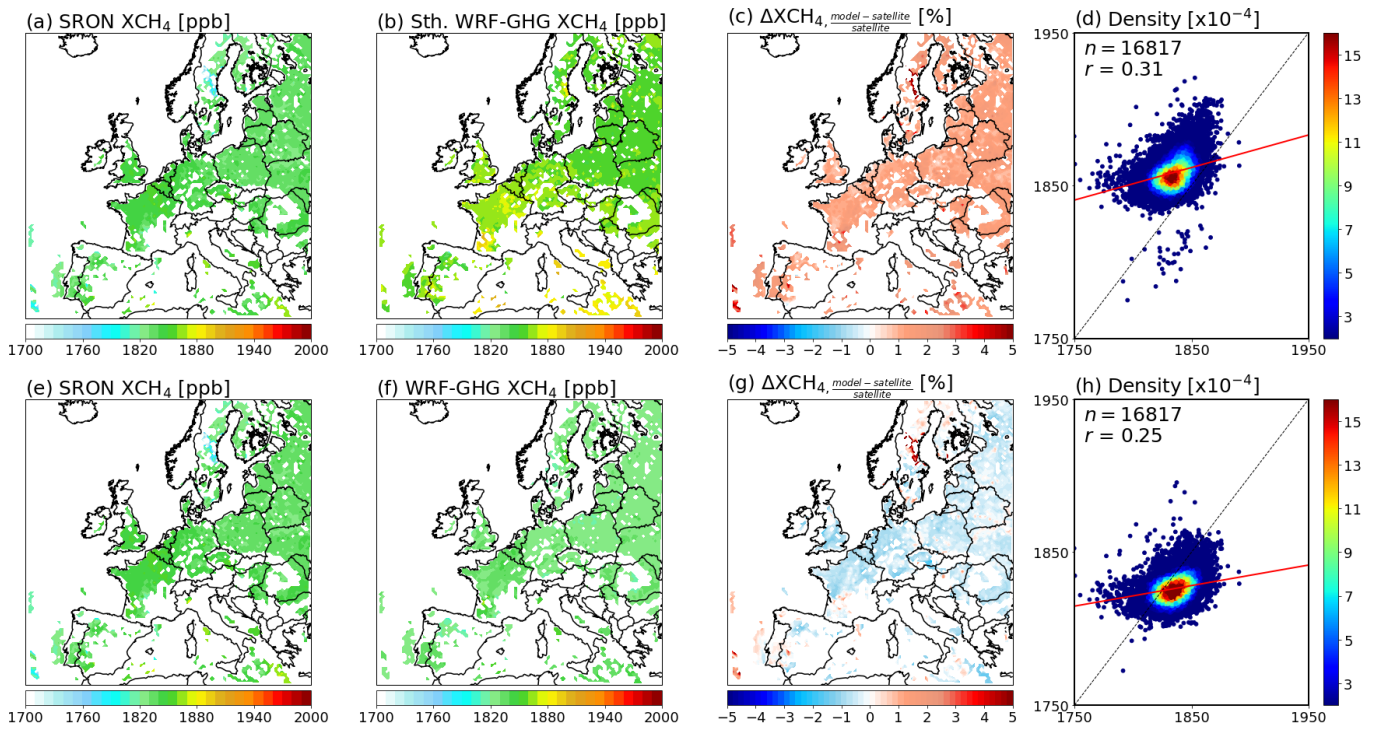 (a) SRON XCH₄ [ppb]
(b) Sth. WRF-GHG XCH₄ [ppb]
(c) ΔXCH₄, model−satellite/satellite [%]
(d) Density [x10⁻⁴]
1950
n = 16817
r = 0.31
1850
1750
1750 1850 1950
15
13
11
9
7
5
3
1700 1760 1820 1880 1940 2000
1700 1760 1820 1880 1940 2000
−5 −4 −3 −2 −1 0 1 2 3 4 5
(e) SRON XCH₄ [ppb]
(f) WRF-GHG XCH₄ [ppb]
(g) ΔXCH₄, model−satellite/satellite [%]
(h) Density [x10⁻⁴]
1950
n = 16817
r = 0.25
1850
1750
1750 1850 1950
15
13
11
9
7
5
3
1700 1760 1820 1880 1940 2000
1700 1760 1820 1880 1940 2000
−5 −4 −3 −2 −1 0 1 2 3 4 5